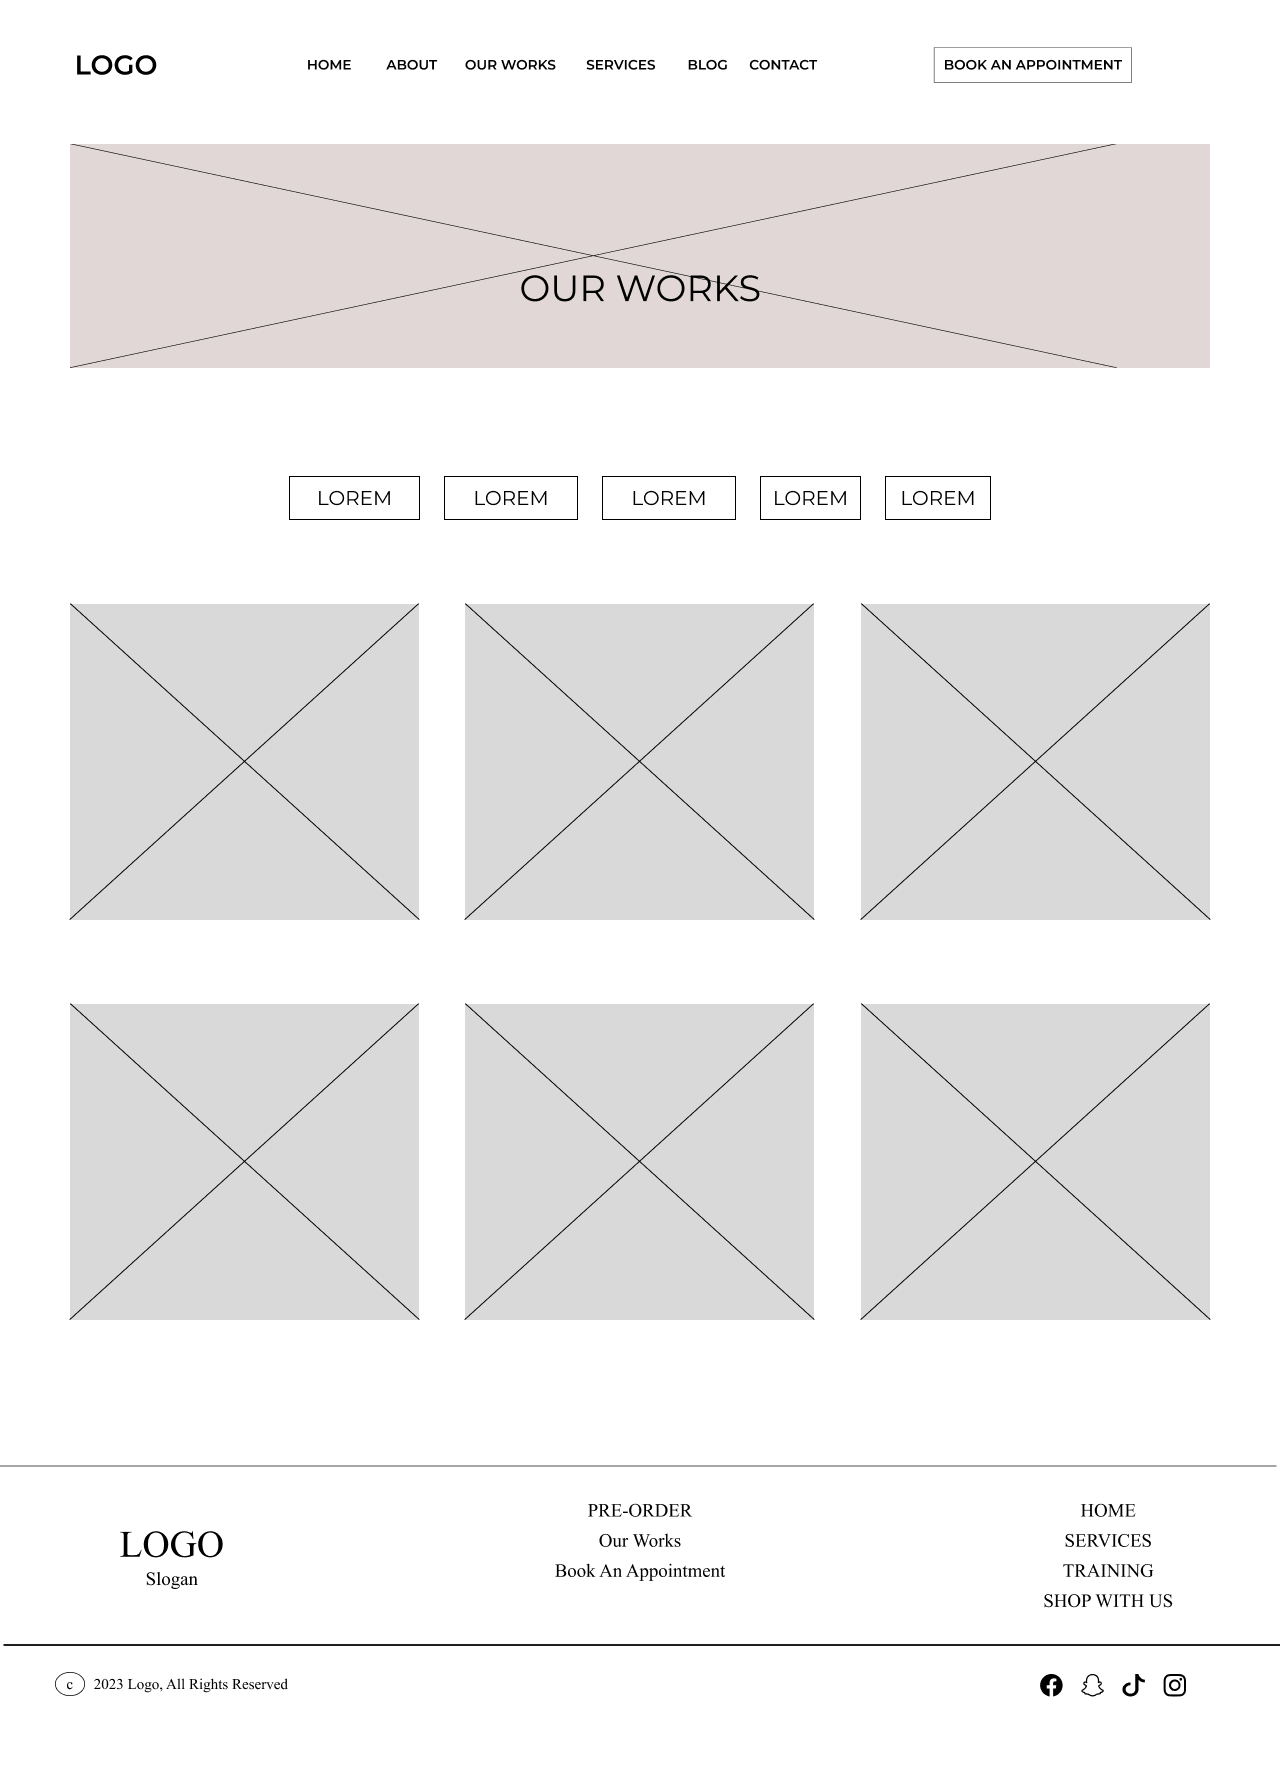 LOGO
HOME ABOUT OUR WORKS SERVICES BLOG CONTACT
BOOK AN APPOINTMENT
OUR WORKS
LOREM LOREM LOREM LOREM LOREM
LOGO
Slogan
PRE-ORDER
Our Works
Book An Appointment
HOME
SERVICES
TRAINING
SHOP WITH US
c 2023 Logo, All Rights Reserved